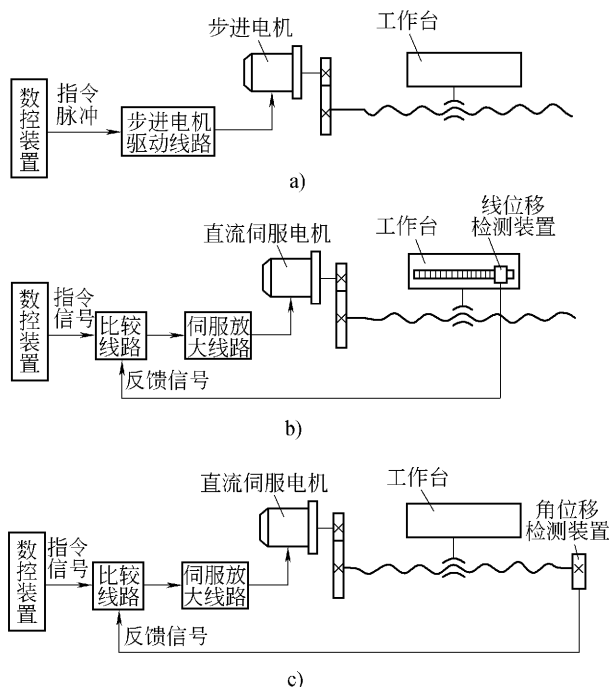 步进电机
工作台
数控装置
指令
脉冲
步进电机
驱动线路
a)
直流伺服电机
工作台
线位移
检测装置
数控装置
指令
信号
比较
线路
伺服放
大线路
反馈信号
b)
直流伺服电机
工作台
角位移
检测装置
数控装置
指令
信号
比较
线路
伺服放
大线路
反馈信号
c)